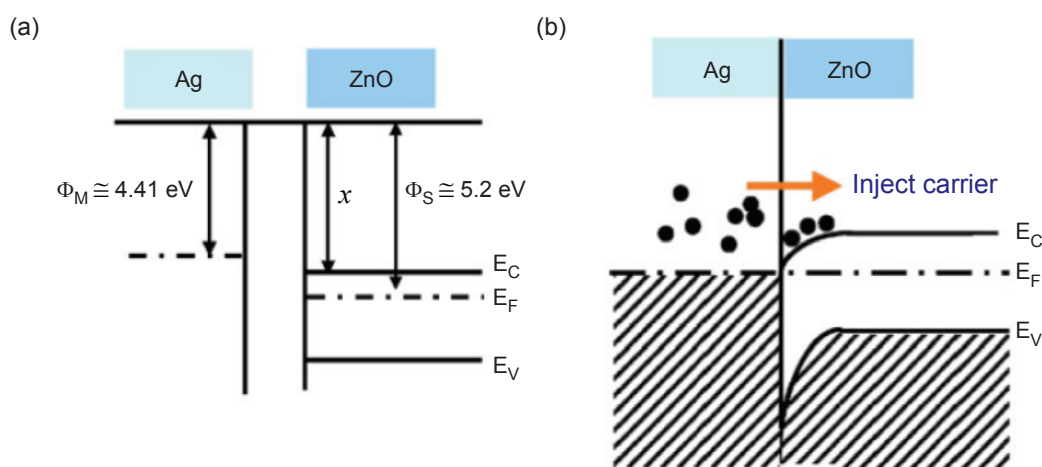 (a)
Ag
ZnO
Φ_M ≅ 4.41 eV
x
Φ_S ≅ 5.2 eV
E_C
E_F
E_V
(b)
Ag
ZnO
Inject carrier
E_C
E_F
E_V